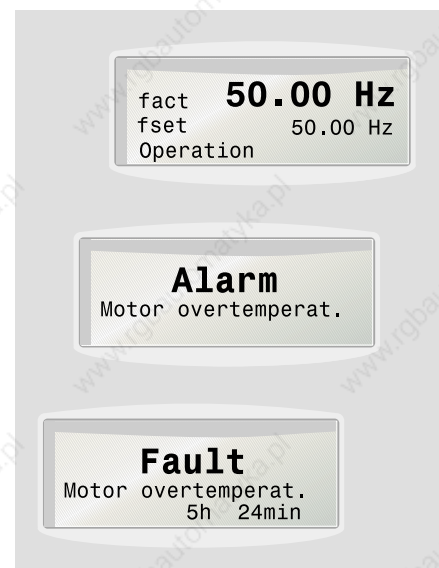 fact 50.00 Hz
fset 50.00 Hz
Operation
Alarm
Motor overtemperat.
Fault
Motor overtemperat.
5h 24min